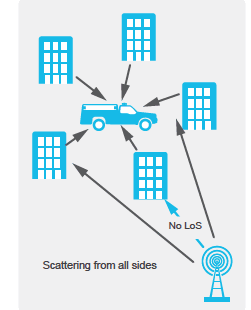 No LoS
Scattering from all sides